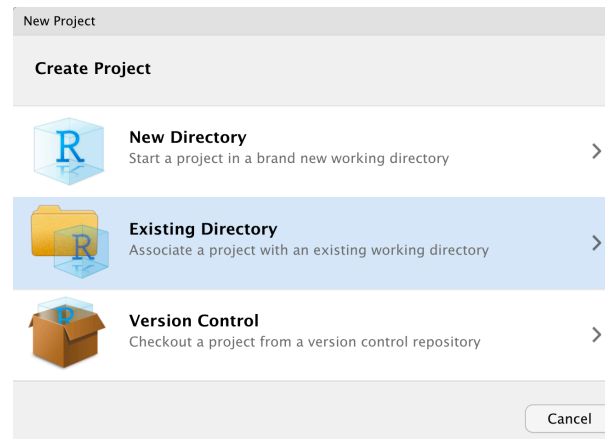 New Project
Create Project
New Directory
Start a project in a brand new working directory
Existing Directory
Associate a project with an existing working directory
Version Control
Checkout a project from a version control repository
Cancel